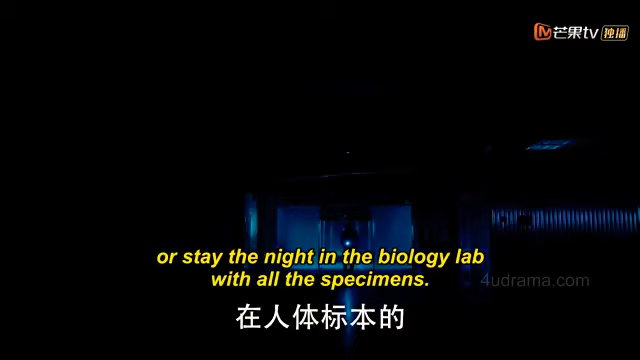 芒果tv 独播
or stay the night in the biology lab
with all the specimens.
4udrama.com
在人体标本的